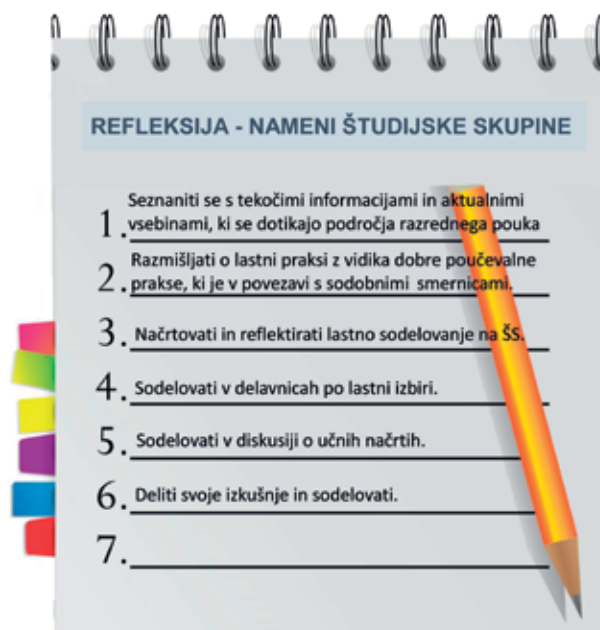 REFLEKSIJA - NAMENI ŠTUDIJSKE SKUPINE
Seznaniti se s tekočimi informacijami in aktualnimi
1. vsebinami, ki se dotikajo področja razrednega pouka
Razmišljati o lastni praksi z vidika dobre poučevalne
2. prakse, ki je v povezavi s sodobnimi smernicami.
3. Načrtovati in reflektirati lastno sodelovanje na ŠS.
4. Sodelovati v delavnicah po lastni izbiri.
5. Sodelovati v diskusiji o učnih načrtih.
6. Deliti svoje izkušnje in sodelovati.
7.